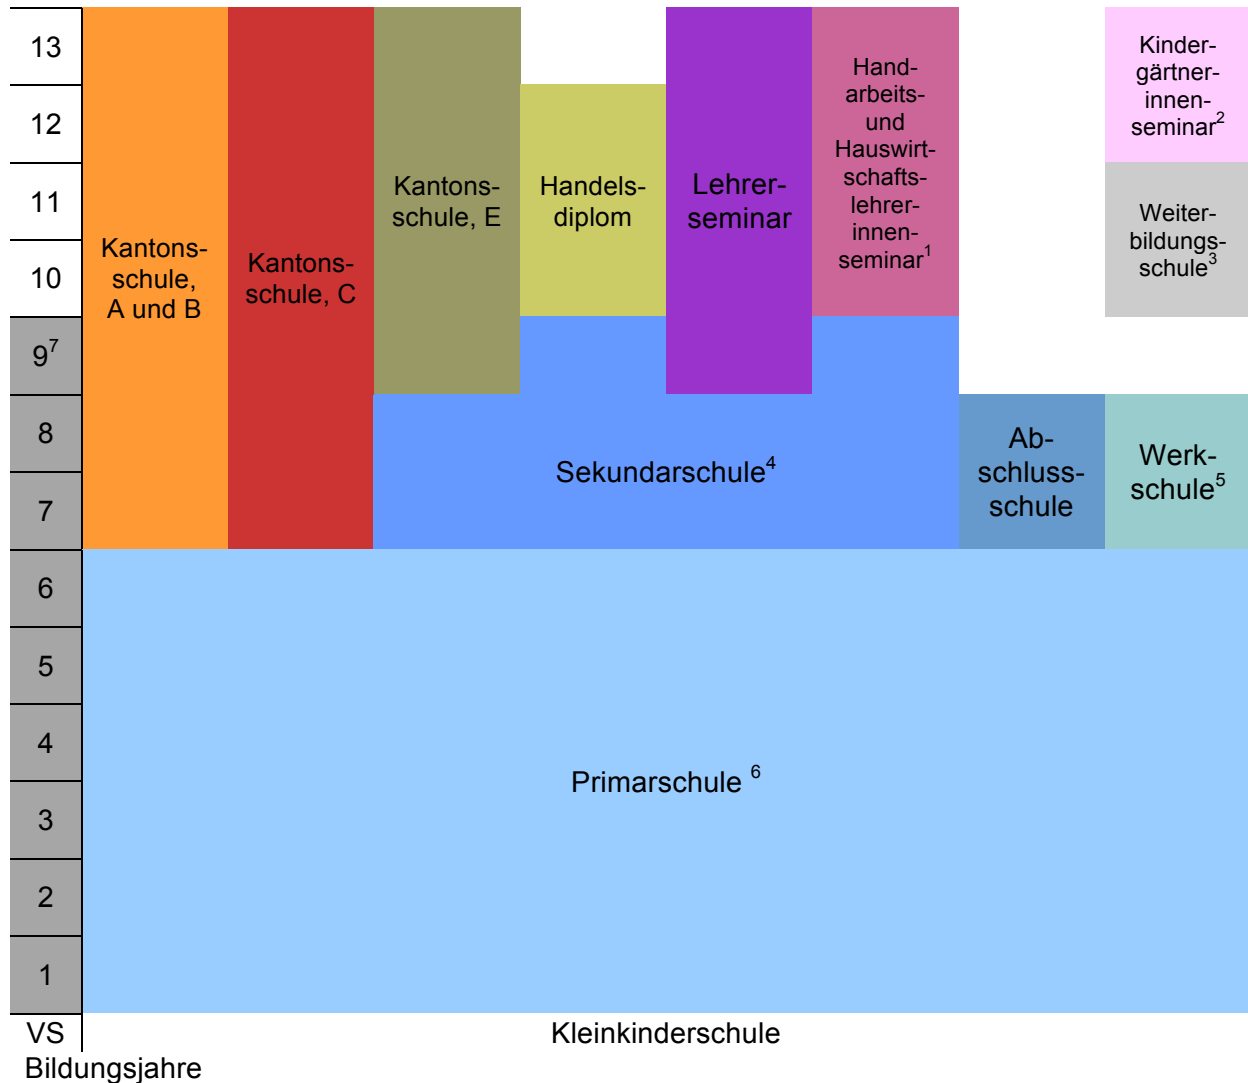 13
12
11
10
9⁷
8
7
6
5
4
3
2
1
VS
Bildungsjahre
Kantons-
schule,
A und B
Kantons-
schule, C
Kantons-
schule, E
Handels-
diplom
Lehrer-
seminar
Hand-
arbeits-
und
Hauswirt-
schafts-
lehrer-
innen-
seminar¹
Kinder-
gärtner-
innen-
seminar²
Weiter-
bildungs-
schule³
Sekundarschule⁴
Ab-
schluss-
schule
Werk-
schule⁵
Primarschule ⁶
Kleinkinderschule